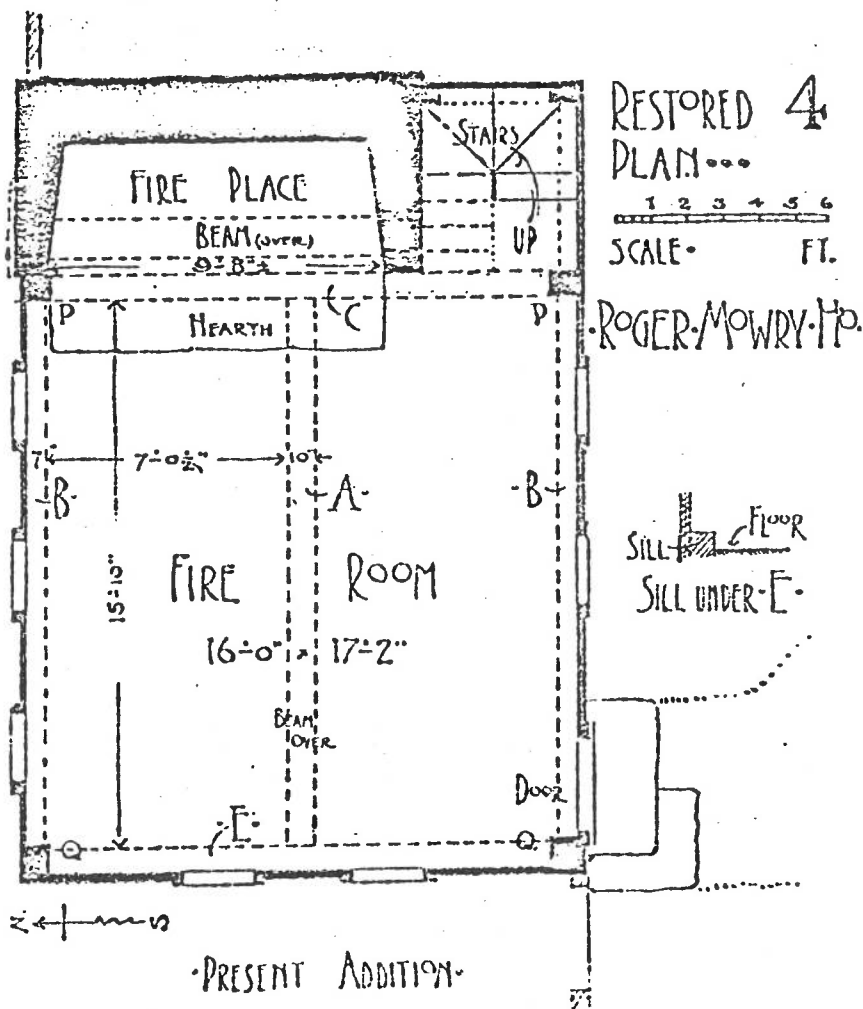 RESTORED 4
PLAN...
1 2 3 4 5 6
SCALE. FT.
·ROGER·MOWRY·HO.
STAIRS
UP
FIRE PLACE
BEAM (OVER)
P
HEARTH
C
P
7"
7-0½"
10"
B
A
B
15-10"
FIRE ROOM
16-0" x 17-2"
BEAM
OVER
SILL
FLOOR
SILL UNDER·E·
DOOR
Q
·E·
Q
N S
·PRESENT ADDITION·